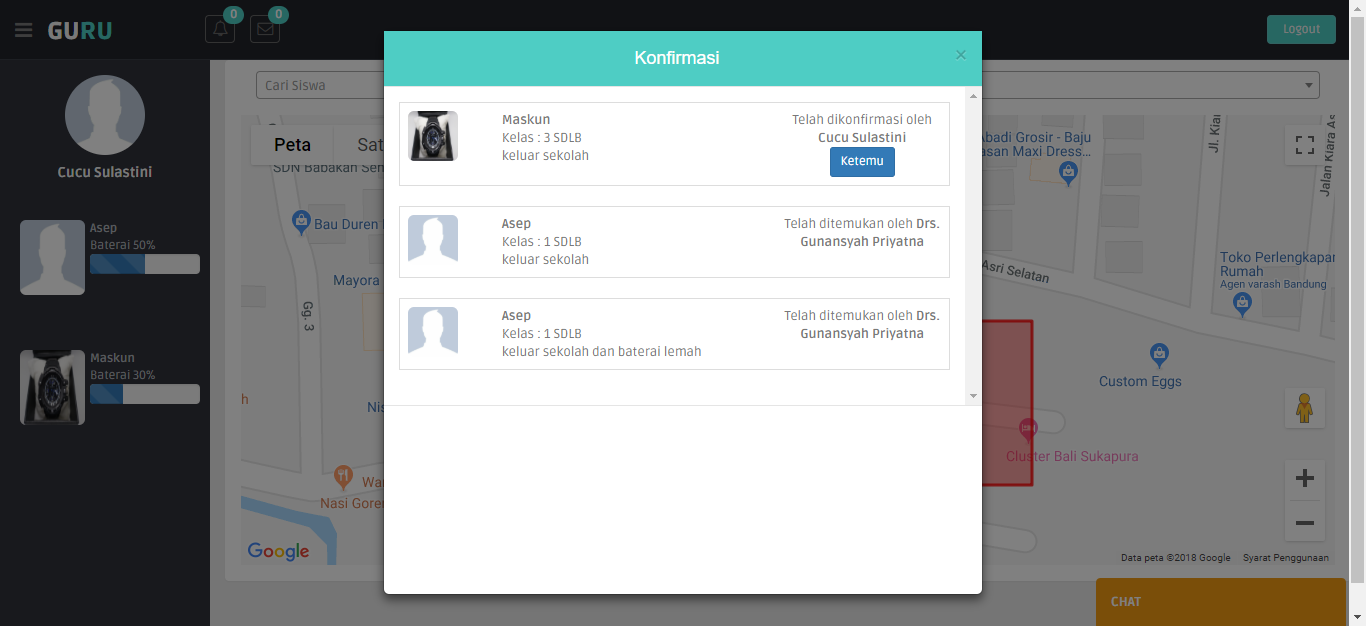 GURU
0
0
Logout
Cucu Sulastini
Asep
Baterai 50%
Maskun
Baterai 30%
Cari Siswa
Konfirmasi
×
Maskun
Kelas : 3 SDLB
keluar sekolah
Telah dikonfirmasi oleh
Cucu Sulastini
Ketemu
Asep
Kelas : 1 SDLB
keluar sekolah
Telah ditemukan oleh Drs.
Gunansyah Priyatna
Asep
Kelas : 1 SDLB
keluar sekolah dan baterai lemah
Telah ditemukan oleh Drs.
Gunansyah Priyatna
Peta
Sat
SDN Babakan Sen
Bau Duren
Mayora
Gg. 3
Nis
h
War
Nasi Gorei
Google
Abadi Grosir - Baju
asan Maxi Dress...
Jl. Kiar
Jalan Kiara As
Asri Selatan
Toko Perlengkapan
Rumah
Agen varash Bandung
Custom Eggs
Cluster Bali Sukapura
Data peta ©2018 Google
Syarat Penggunaan
CHAT